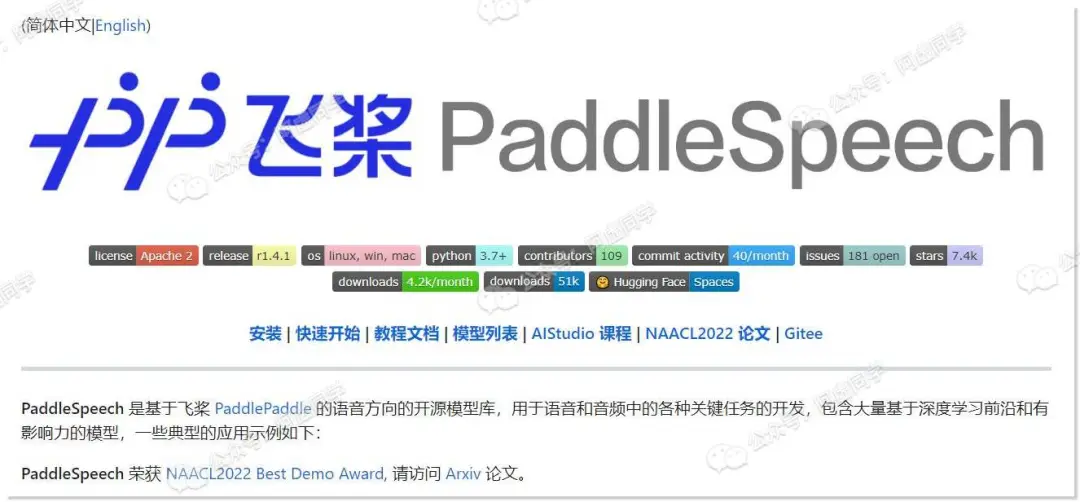 (简体中文|English)
飞桨 PaddleSpeech
license Apache 2 release r1.4.1 os linux, win, mac python 3.7+ contributors 109 commit activity 40/month issues 181 open stars 7.4k
downloads 4.2k/month downloads 51k Hugging Face Spaces
安装 | 快速开始 | 教程文档 | 模型列表 | AIStudio 课程 | NAACL2022 论文 | Gitee
PaddleSpeech 是基于飞桨 PaddlePaddle 的语音方向的开源模型库，用于语音和音频中的各种关键任务的开发，包含大量基于深度学习前沿和有
影响力的模型，一些典型的应用示例如下：
PaddleSpeech 荣获 NAACL2022 Best Demo Award, 请访问 Arxiv 论文。
公众号：阿虚同学